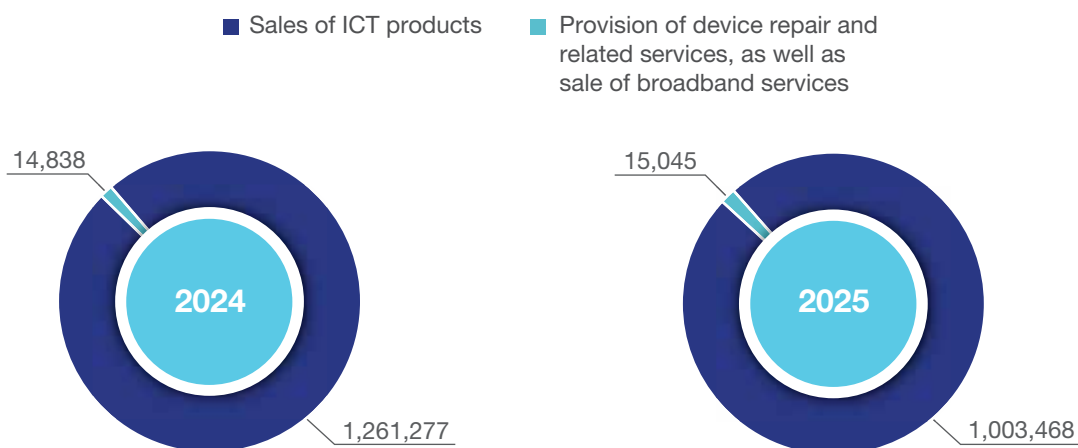 Sales of ICT products
Provision of device repair and
related services, as well as
sale of broadband services
14,838
2024
1,261,277
15,045
2025
1,003,468